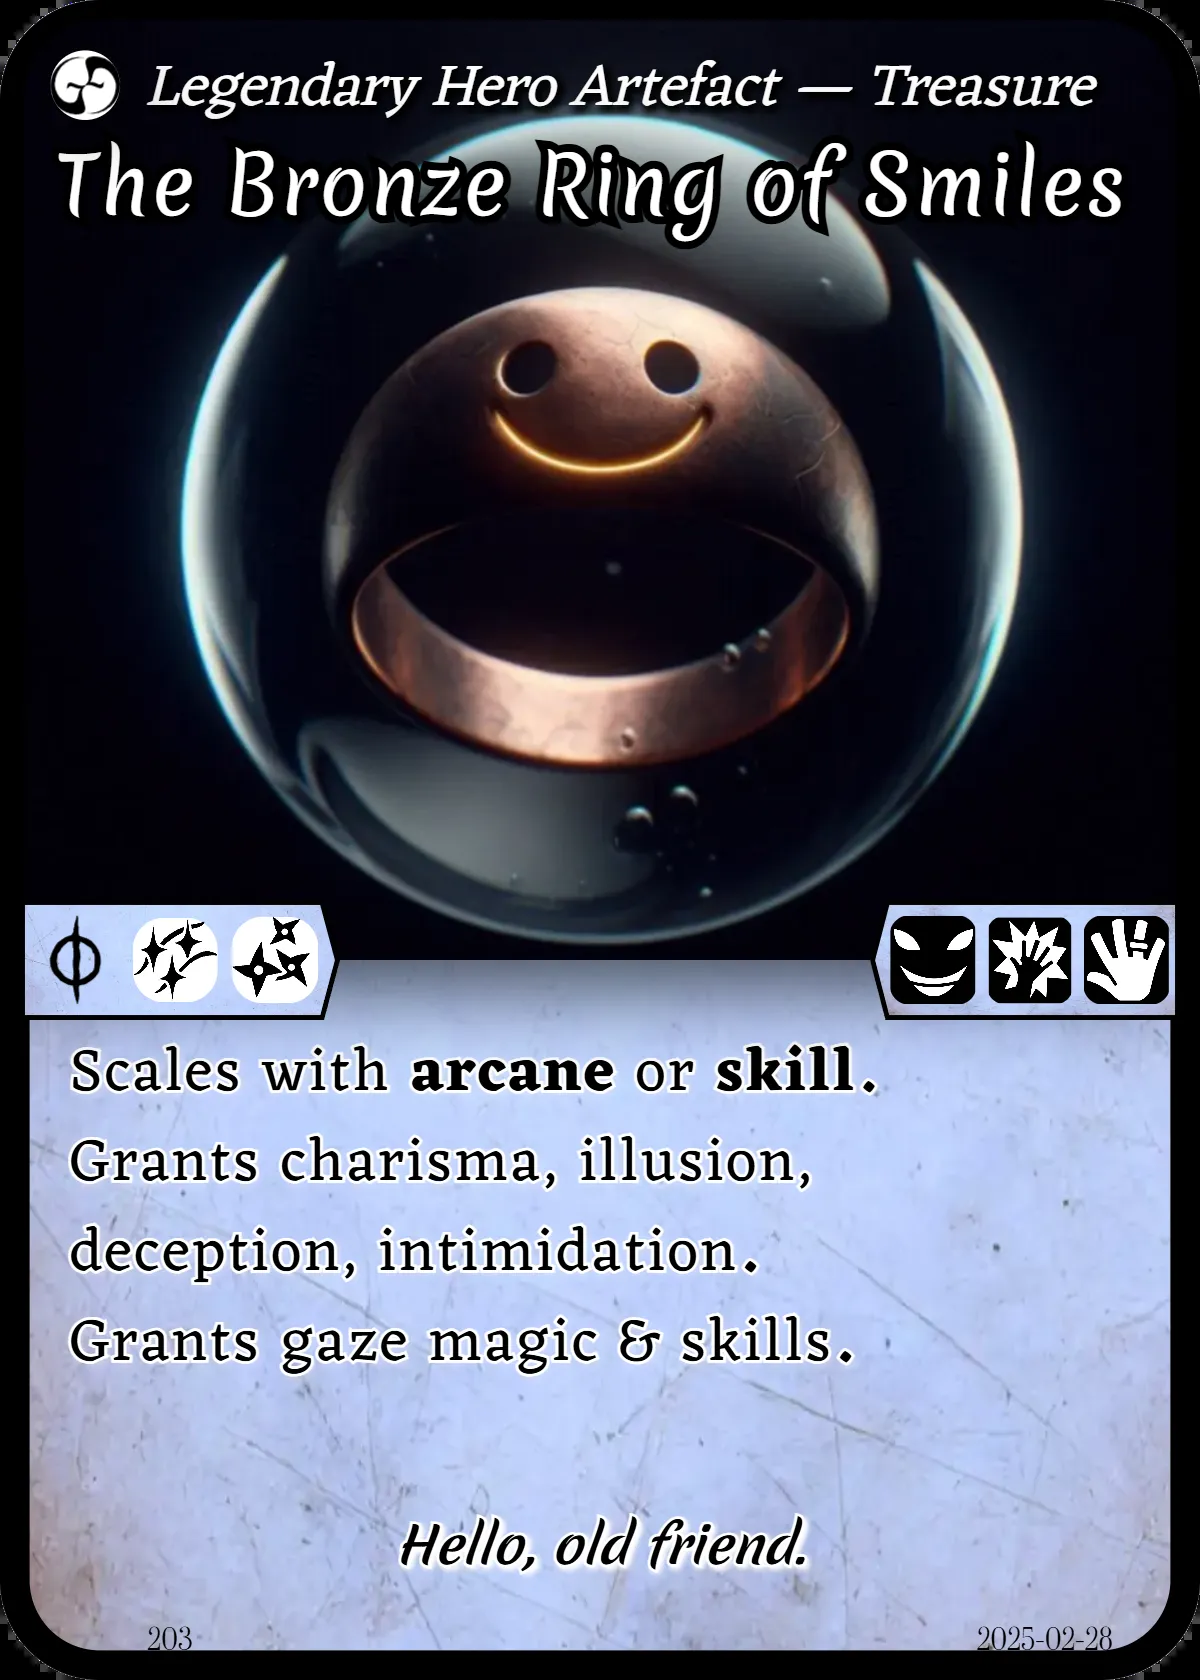 Legendary Hero Artefact — Treasure
The Bronze Ring of Smiles
Scales with arcane or skill.
Grants charisma, illusion,
deception, intimidation.
Grants gaze magic & skills.
Hello, old friend.
203
2025-02-28